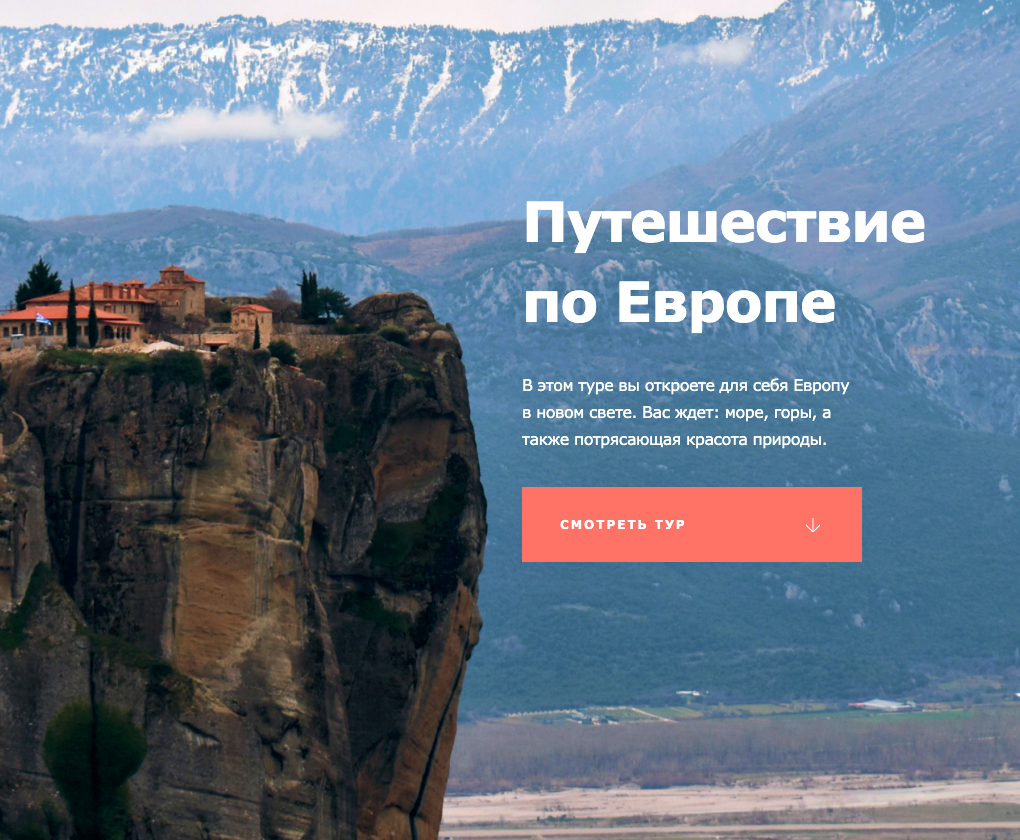 Путешествие
по Европе
В этом туре вы откроете для себя Европу
в новом свете. Вас ждет: море, горы, а
также потрясающая красота природы.
СМОТРЕТЬ ТУР